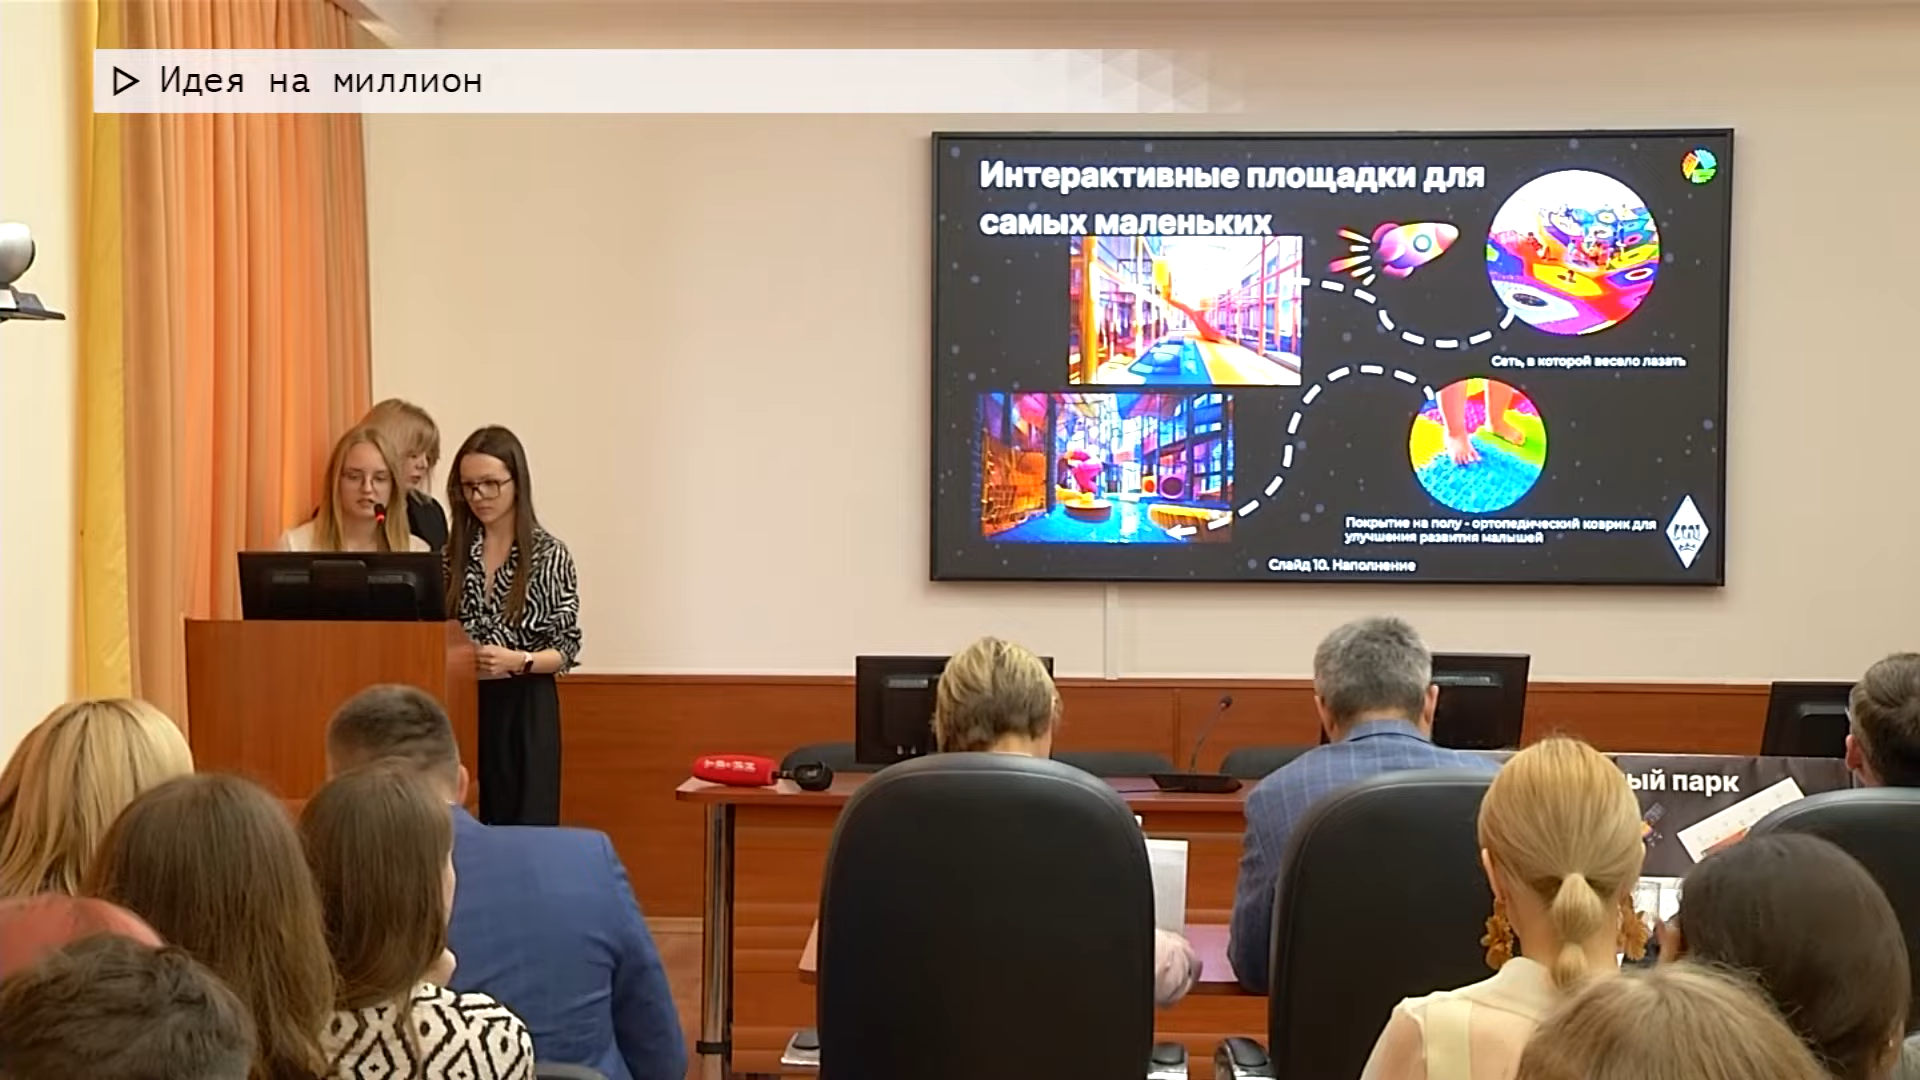 Идея на миллион
Интерактивные площадки для
самых маленьких
Сеть, в которой весело лазать
Покрытие на полу - ортопедический коврик для
улучшения развития малышей
Слайд 10. Наполнение
ый парк